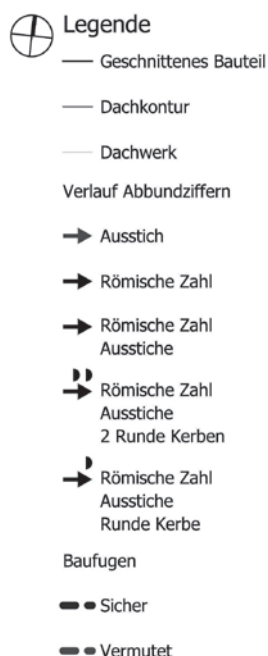 Legende
Geschnittenes Bauteil
Dachkontur
Dachwerk
Verlauf Abbundziffern
Ausstich
Römische Zahl
Römische Zahl
Ausstiche
Römische Zahl
Ausstiche
2 Runde Kerben
Römische Zahl
Ausstiche
Runde Kerbe
Baufugen
Sicher
Vermutet